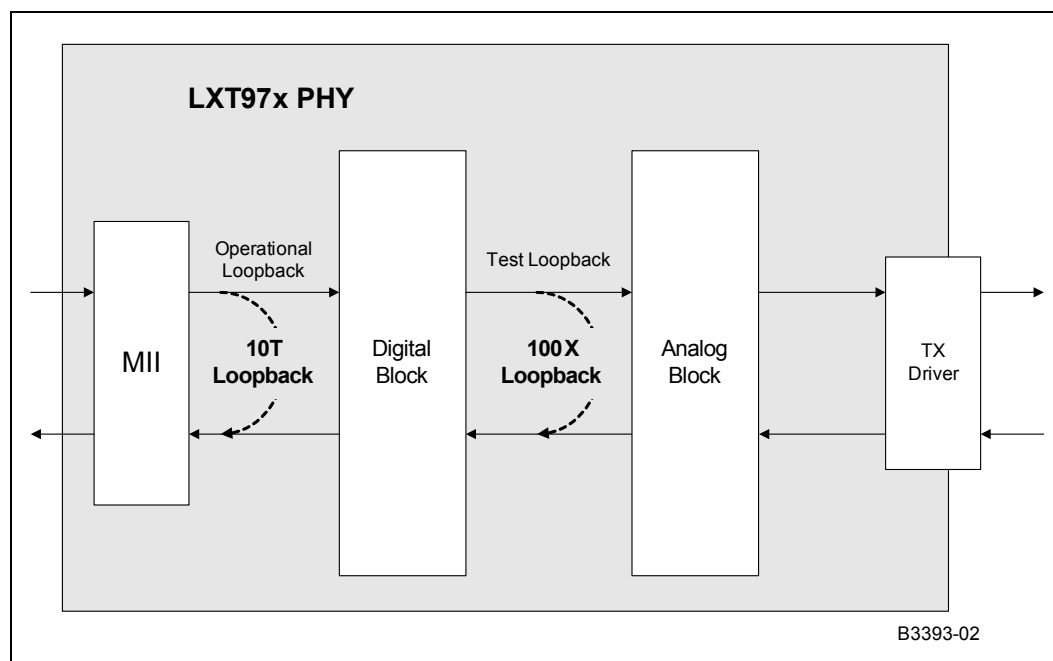 LXT97x PHY
Operational
Loopback
Test Loopback
MII
10T
Loopback
Digital
Block
100X
Loopback
Analog
Block
TX
Driver
B3393-02